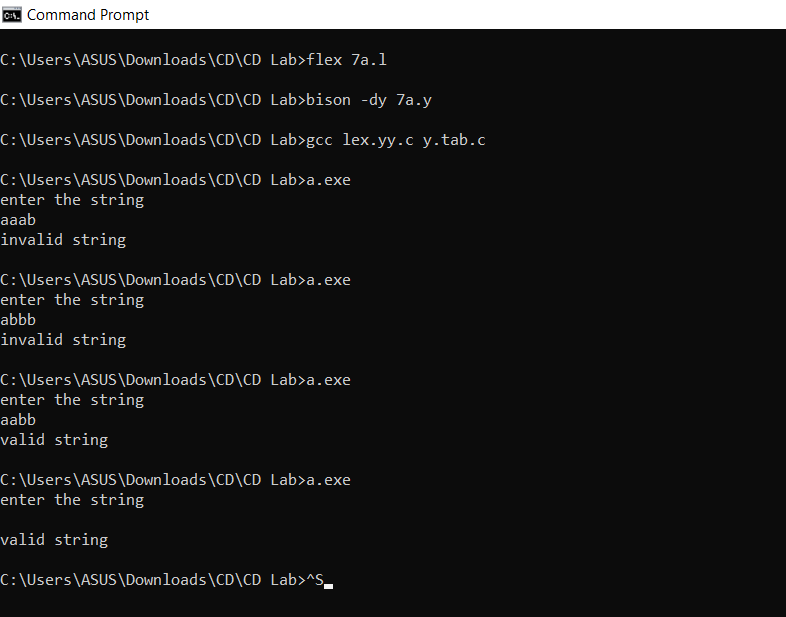 Command Prompt
C:\Users\ASUS\Downloads\CD\CD Lab>flex 7a.l
C:\Users\ASUS\Downloads\CD\CD Lab>bison -dy 7a.y
C:\Users\ASUS\Downloads\CD\CD Lab>gcc lex.yy.c y.tab.c
C:\Users\ASUS\Downloads\CD\CD Lab>a.exe
enter the string
aaab
invalid string
C:\Users\ASUS\Downloads\CD\CD Lab>a.exe
enter the string
abbb
invalid string
C:\Users\ASUS\Downloads\CD\CD Lab>a.exe
enter the string
aabb
valid string
C:\Users\ASUS\Downloads\CD\CD Lab>a.exe
enter the string
valid string
C:\Users\ASUS\Downloads\CD\CD Lab>^S